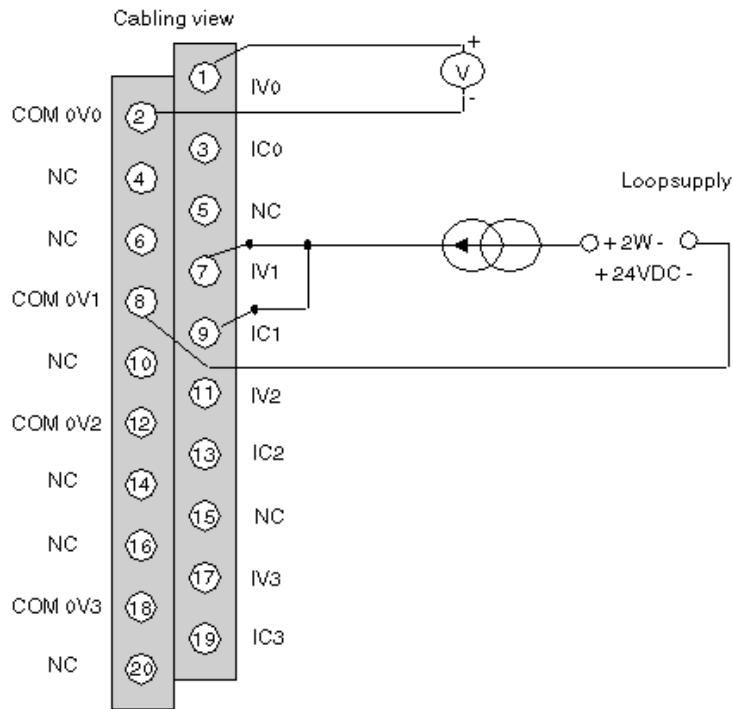 Cabling view
1 IV0
+
V
-
COM 0V0 2
3 IC0
NC 4
5 NC
Loopsupply
NC 6
7 IV1
+ 2W -
+ 24VDC -
COM 0V1 8
9 IC1
NC 10
11 IV2
COM 0V2 12
13 IC2
NC 14
15 NC
NC 16
17 IV3
COM 0V3 18
19 IC3
NC 20